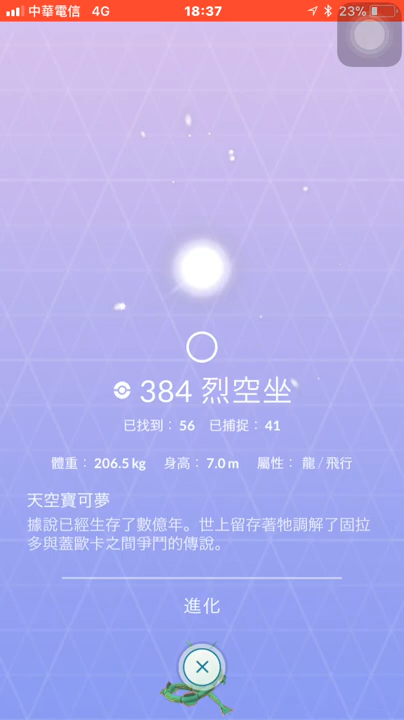 中華電信 4G 18:37 23%
384 烈空坐
已找到：56 已捕捉：41
體重：206.5 kg 身高：7.0 m 屬性：龍/飛行
天空寶可夢
據說已經生存了數億年。世上留存著牠調解了固拉
多與蓋歐卡之間爭鬥的傳說。
進化